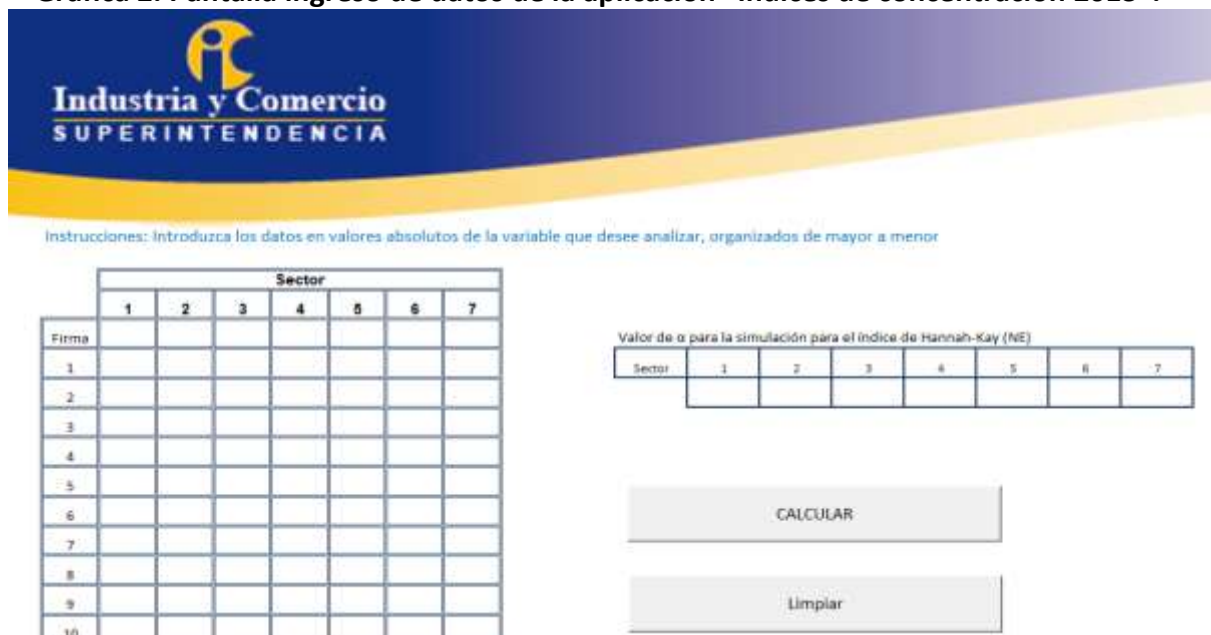 Industria y Comercio
SUPERINTENDENCIA
Instrucciones: Introduzca los datos en valores absolutos de la variable que desee analizar, organizados de mayor a menor
Sector
1 2 3 4 5 6 7
Firma
1
2
3
4
5
6
7
8
9
10
Valor de α para la simulación para el índice de Hannah-Kay (NE)
Sector 1 2 3 4 5 6 7
CALCULAR
Limpiar